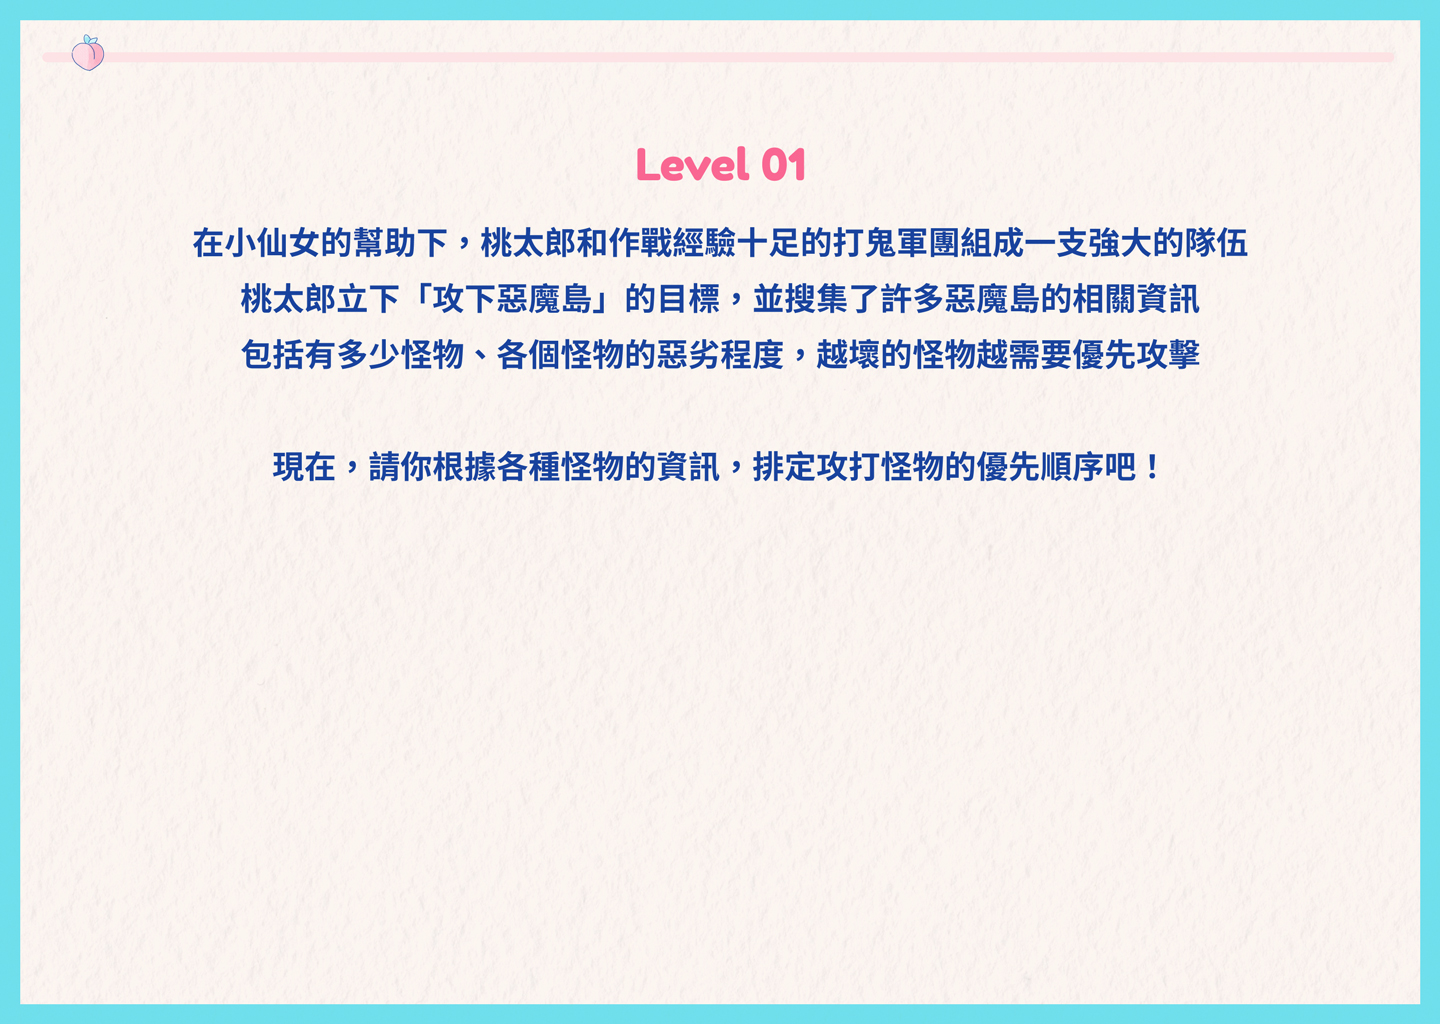 Level 01
在小仙女的幫助下，桃太郎和作戰經驗十足的打鬼軍團組成一支強大的隊伍
桃太郎立下「攻下惡魔島」的目標，並搜集了許多惡魔島的相關資訊
包括有多少怪物、各個怪物的惡劣程度，越壞的怪物越需要優先攻擊
現在，請你根據各種怪物的資訊，排定攻打怪物的優先順序吧！